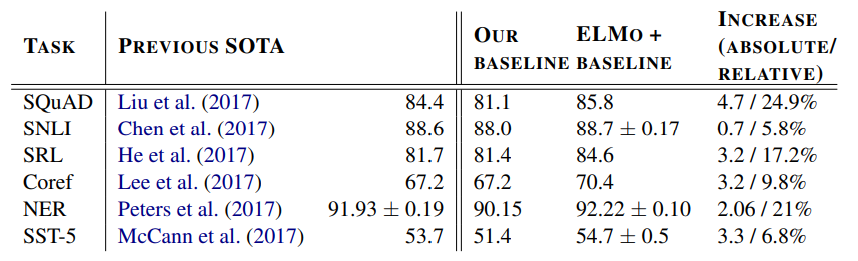 TASK PREVIOUS SOTA OUR BASELINE ELMO + BASELINE INCREASE (ABSOLUTE/ RELATIVE)
SQuAD Liu et al. (2017) 84.4 81.1 85.8 4.7 / 24.9%
SNLI Chen et al. (2017) 88.6 88.0 88.7 ± 0.17 0.7 / 5.8%
SRL He et al. (2017) 81.7 81.4 84.6 3.2 / 17.2%
Coref Lee et al. (2017) 67.2 67.2 70.4 3.2 / 9.8%
NER Peters et al. (2017) 91.93 ± 0.19 90.15 92.22 ± 0.10 2.06 / 21%
SST-5 McCann et al. (2017) 53.7 51.4 54.7 ± 0.5 3.3 / 6.8%